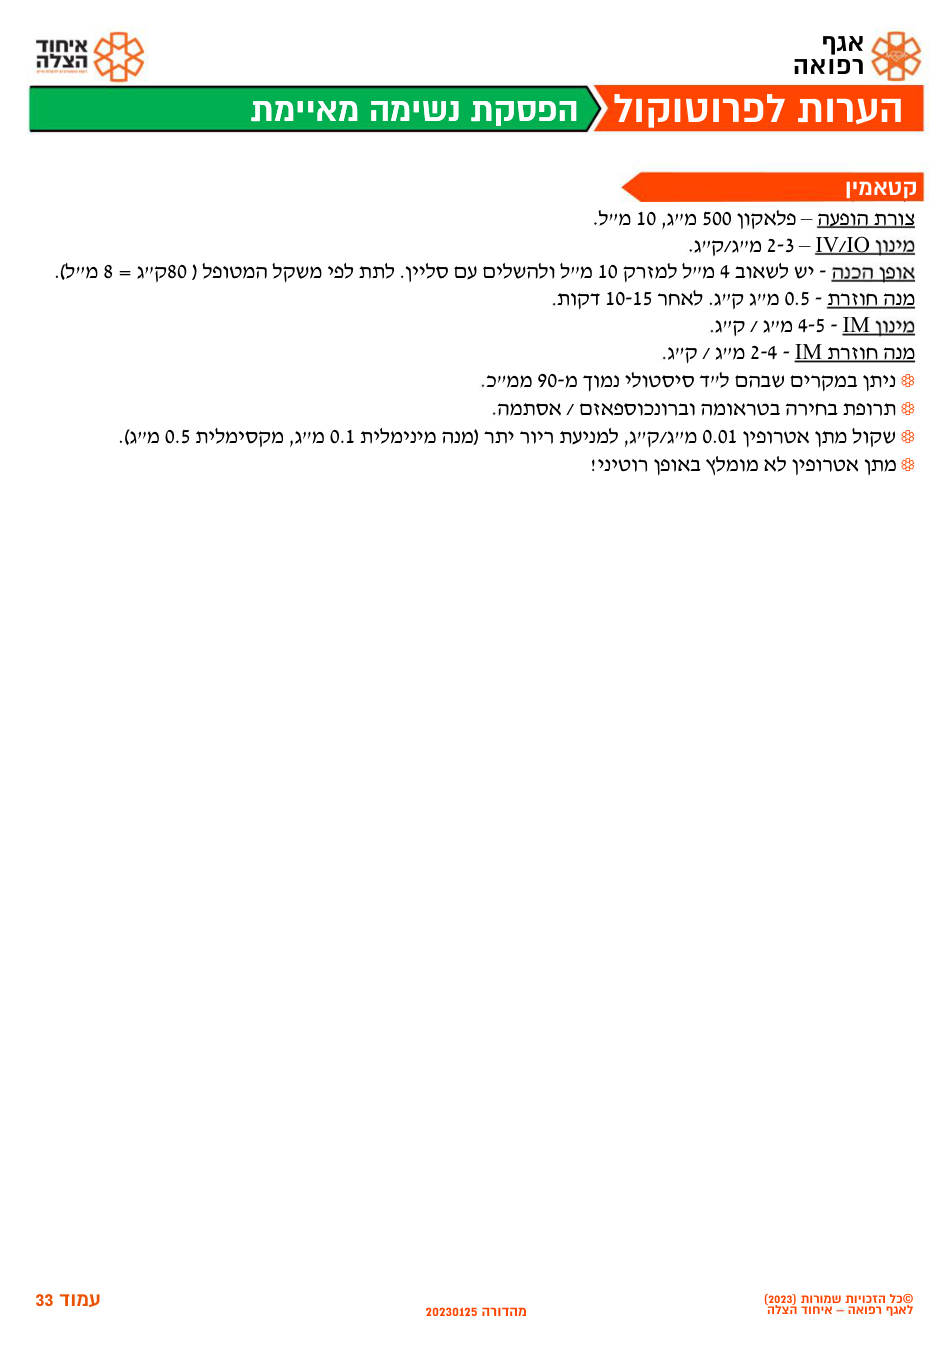 איחוד
הצלה
אגף
רפואה
הערות לפרוטוקול
הפסקת נשימה מאיימת
קטאמין
צורת הופעה – פלאקון 500 מ״ג, 10 מ״ל.
מינון IV/IO – 2-3 מ״ג/ק״ג.
אופן הכנה - יש לשאוב 4 מ״ל למזרק 10 מ״ל ולהשלים עם סליין. לתת לפי משקל המטופל ( 80ק״ג = 8 מ״ל).
מנה חוזרת - 0.5 מ״ג ק״ג. לאחר 10-15 דקות.
מינון IM - 4-5 מ״ג / ק״ג.
מנה חוזרת IM - 2-4 מ״ג / ק״ג.
ניתן במקרים שבהם ל״ד סיסטולי נמוך מ-90 ממ״כ.
תרופת בחירה בטראומה וברונכוספאזם / אסתמה.
שקול מתן אטרופין 0.01 מ״ג/ק״ג, למניעת ריור יתר (מנה מינימלית 0.1 מ״ג, מקסימלית 0.5 מ״ג).
מתן אטרופין לא מומלץ באופן רוטיני!
©כל הזכויות שמורות (2023)
לאגף רפואה – איחוד הצלה
מהדורה 20230125
עמוד 33